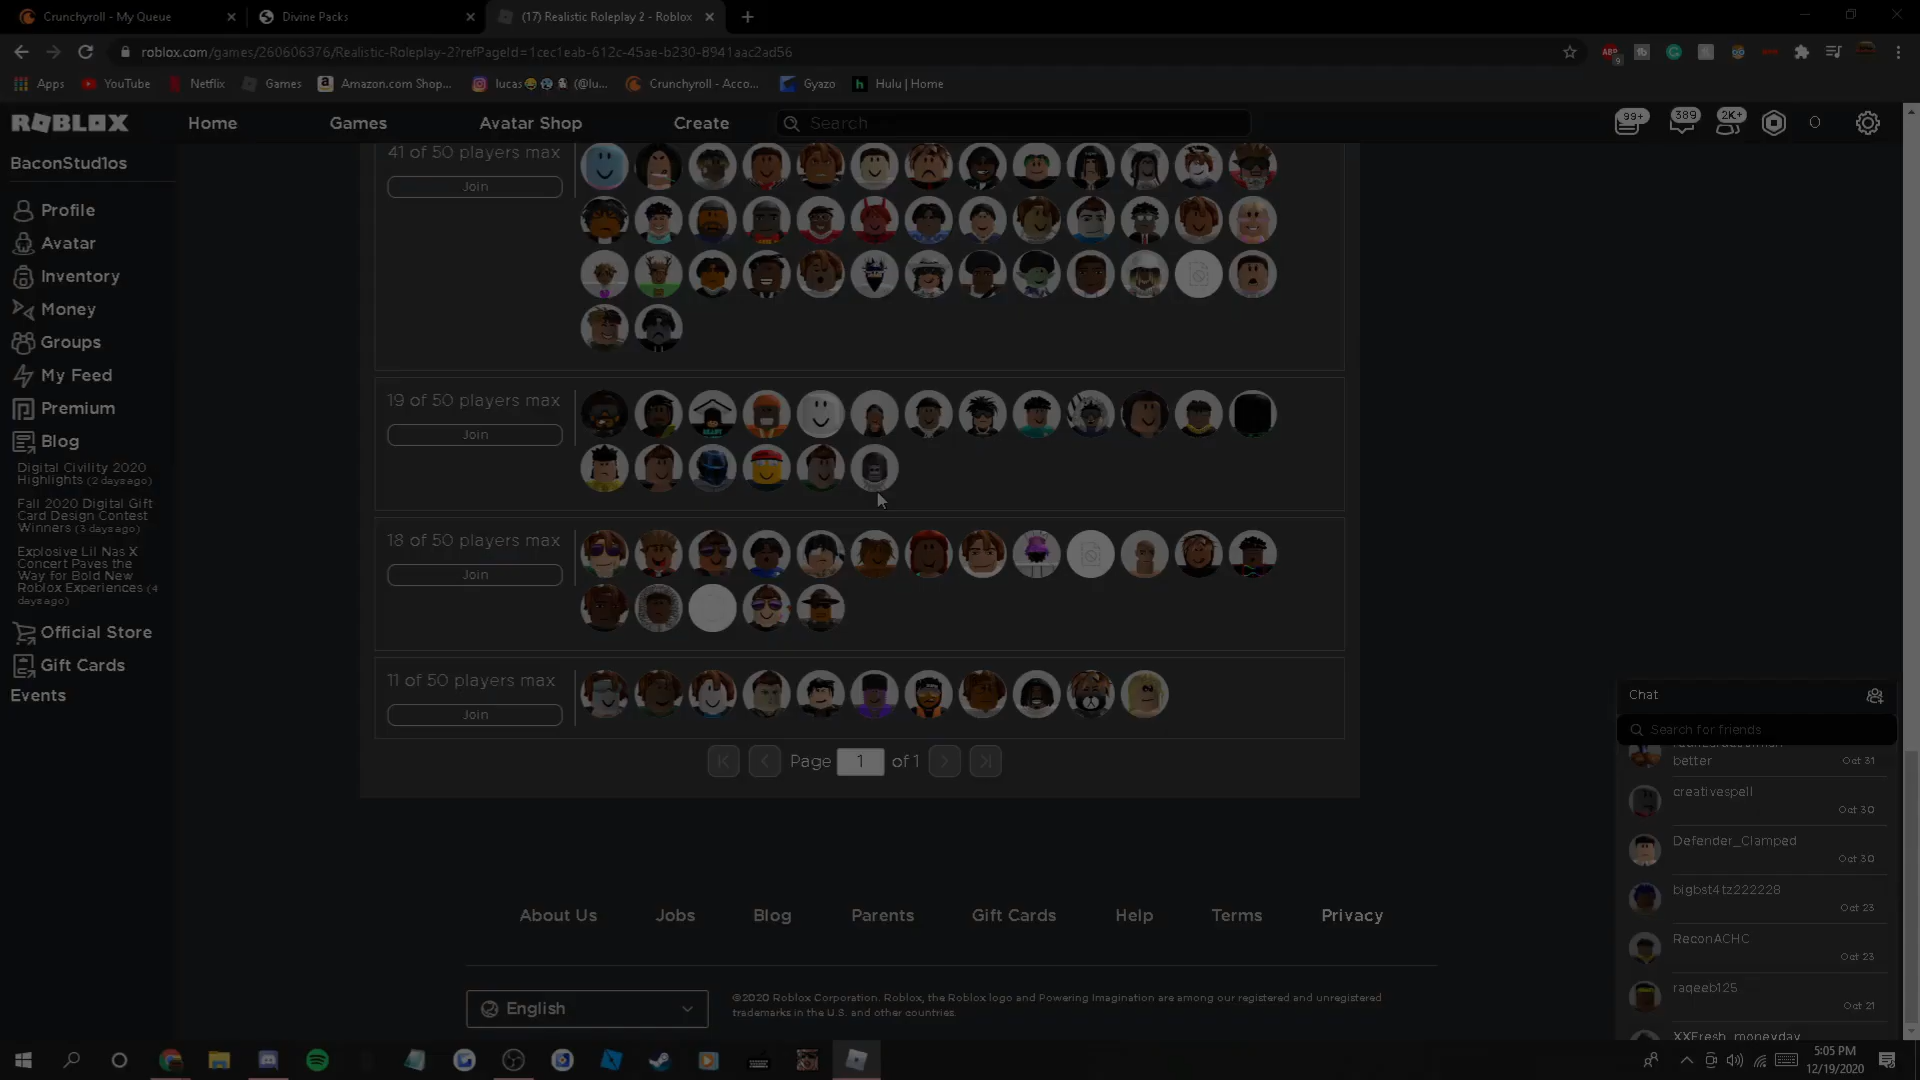 Crunchyroll - My Queue
Divine Packs
(17) Realistic Roleplay 2 - Roblox
roblox.com/games/260606376/Realistic-Roleplay-2?refPageId=1cec1eab-612c-45ae-b230-8941aac2ad56
ABP
9
Apps
YouTube
Netflix
Games
Amazon.com Shop...
Crunchyroll - Acco...
Gyazo
Hulu | Home
ROBLOX
Home
Games
Avatar Shop
Create
Search
99+
389
2K+
0
BaconStud1os
Profile
Avatar
Inventory
Money
Groups
My Feed
Premium
Blog
Digital Civility 2020
Highlights (2 days ago)
Fall 2020 Digital Gift
Card Design Contest
Winners (3 days ago)
Explosive Lil Nas X
Concert Paves the
Way for Bold New
Roblox Experiences (4
days ago)
Official Store
Gift Cards
Events
41 of 50 players max
Join
19 of 50 players max
Join
18 of 50 players max
Join
11 of 50 players max
Join
Page 1 of 1
Chat
Search for friends
better
Oct 31
creativespell
Oct 30
Defender_Clamped
Oct 30
bigbst4tz222228
Oct 23
ReconACHC
Oct 23
raqeeb125
Oct 21
XXFresh_moneyday
About Us
Jobs
Blog
Parents
Gift Cards
Help
Terms
Privacy
English
©2020 Roblox Corporation. Roblox, the Roblox logo and Powering Imagination are among our registered and unregistered
trademarks in the U.S. and other countries.
5:05 PM
12/19/2020